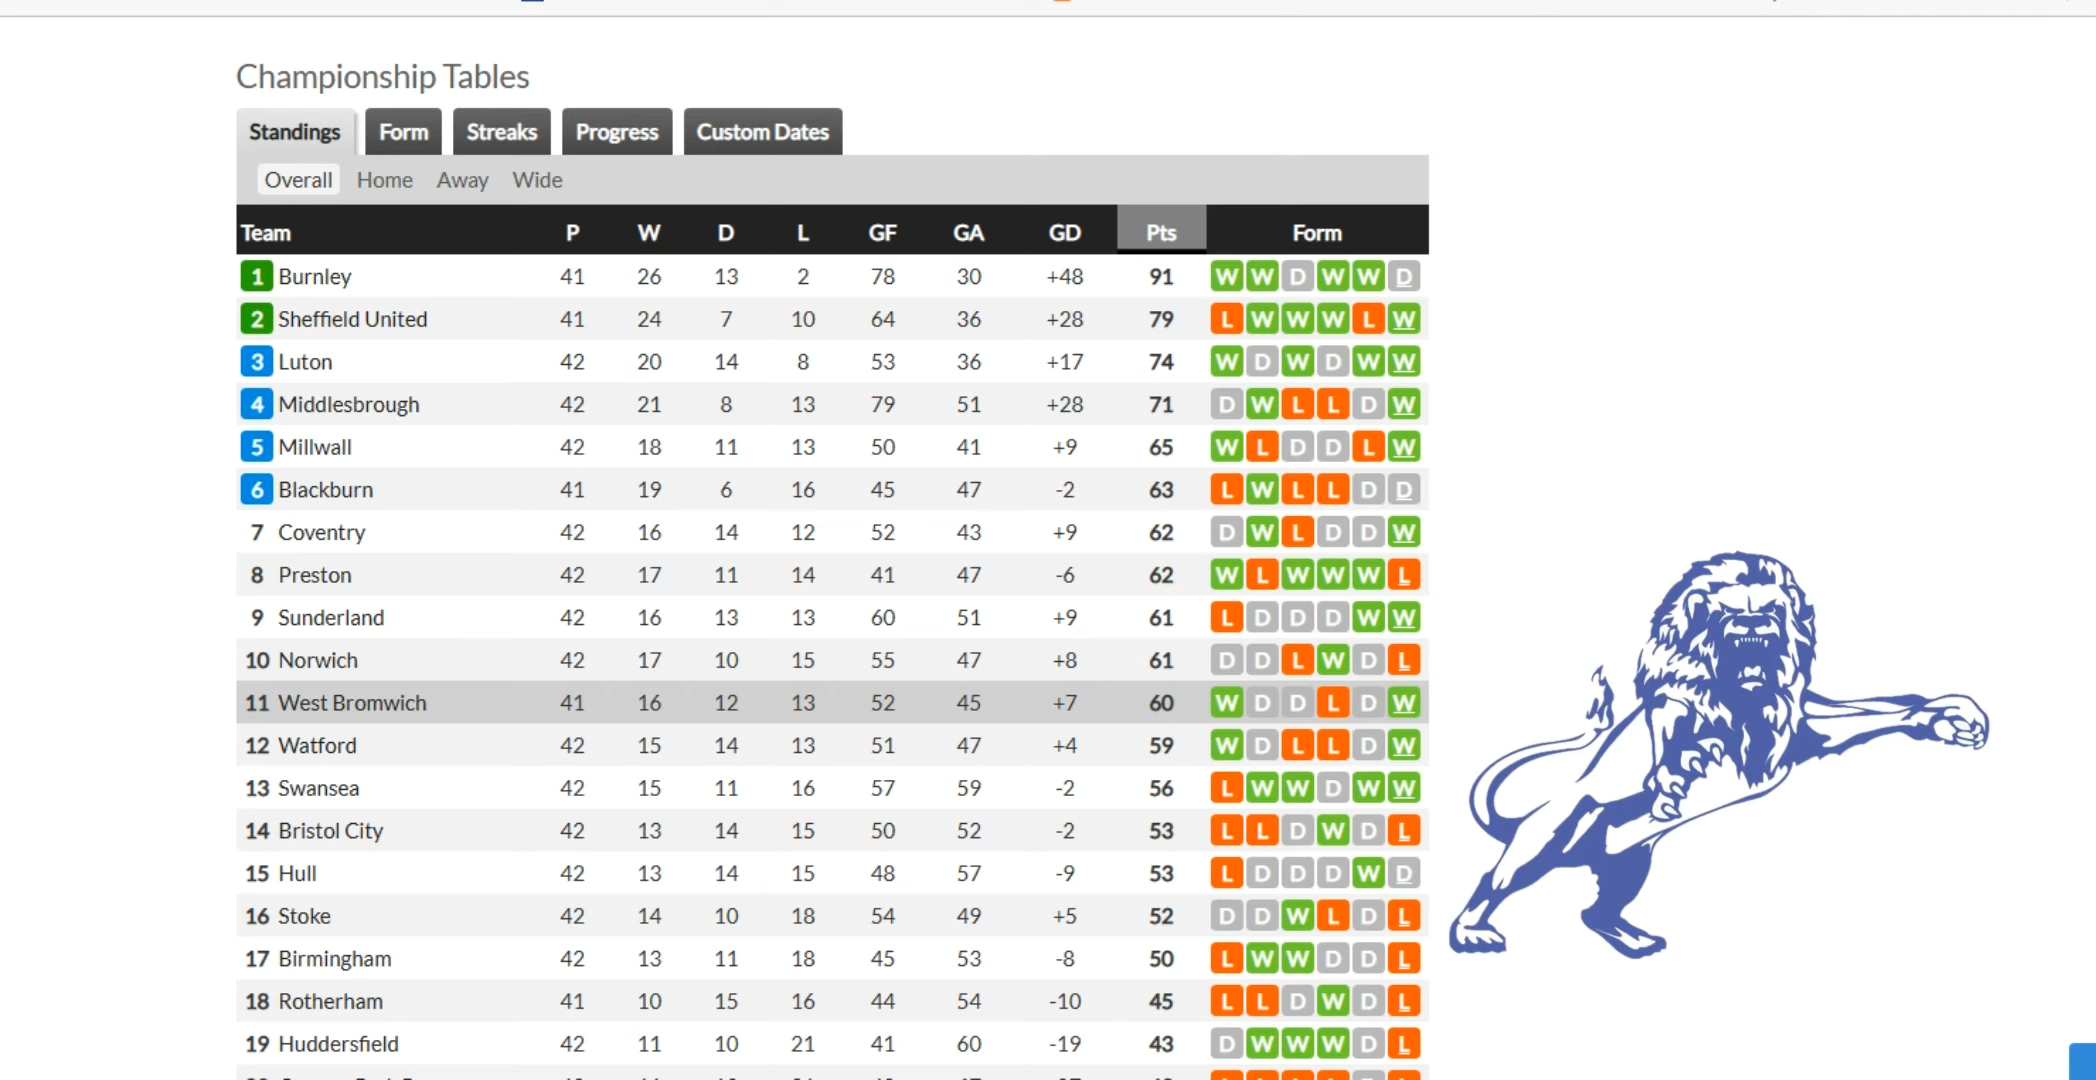 Championship Tables
Standings Form Streaks Progress Custom Dates
Overall Home Away Wide
Team P W D L GF GA GD Pts Form
1 Burnley 41 26 13 2 78 30 +48 91 W W D W W D
2 Sheffield United 41 24 7 10 64 36 +28 79 L W W W L W
3 Luton 42 20 14 8 53 36 +17 74 W D W D W W
4 Middlesbrough 42 21 8 13 79 51 +28 71 D W L L D W
5 Millwall 42 18 11 13 50 41 +9 65 W L D D L W
6 Blackburn 41 19 6 16 45 47 -2 63 L W L L D D
7 Coventry 42 16 14 12 52 43 +9 62 D W L D D W
8 Preston 42 17 11 14 41 47 -6 62 W L W W W L
9 Sunderland 42 16 13 13 60 51 +9 61 L D D D W W
10 Norwich 42 17 10 15 55 47 +8 61 D D L W D L
11 West Bromwich 41 16 12 13 52 45 +7 60 W D D L D W
12 Watford 42 15 14 13 51 47 +4 59 W D L L D W
13 Swansea 42 15 11 16 57 59 -2 56 L W W D W W
14 Bristol City 42 13 14 15 50 52 -2 53 L L D W D L
15 Hull 42 13 14 15 48 57 -9 53 L D D D W D
16 Stoke 42 14 10 18 54 49 +5 52 D D W L D L
17 Birmingham 42 13 11 18 45 53 -8 50 L W W D D L
18 Rotherham 41 10 15 16 44 54 -10 45 L L D W D L
19 Huddersfield 42 11 10 21 41 60 -19 43 D W W W D L